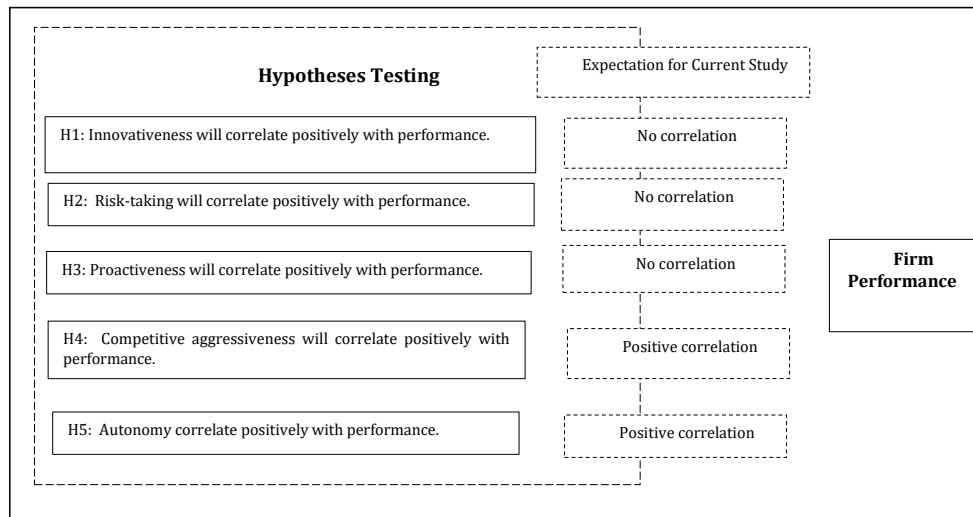 Expectation for Current Study
Hypotheses Testing
H1: Innovativeness will correlate positively with performance.
No correlation
H2: Risk-taking will correlate positively with performance.
No correlation
H3: Proactiveness will correlate positively with performance.
No correlation
Firm
Performance
H4: Competitive aggressiveness will correlate positively with
performance.
Positive correlation
H5: Autonomy correlate positively with performance.
Positive correlation